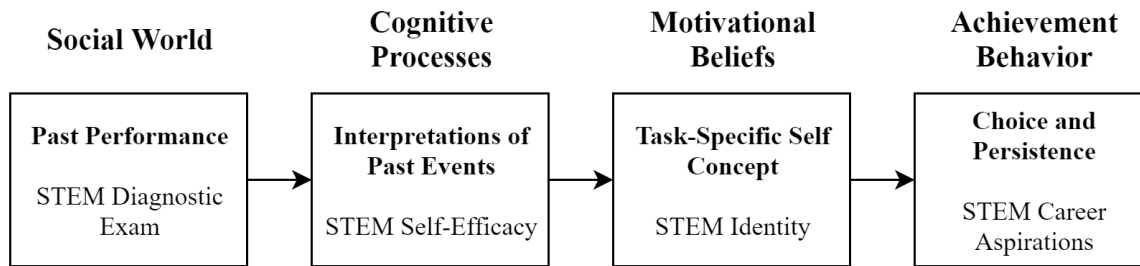 Social World
Cognitive
Processes
Motivational
Beliefs
Achievement
Behavior
Past Performance
STEM Diagnostic
Exam
Interpretations of
Past Events
STEM Self-Efficacy
Task-Specific Self
Concept
STEM Identity
Choice and
Persistence
STEM Career
Aspirations